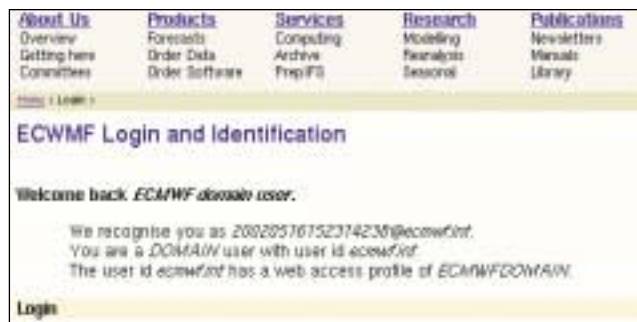 About Us Products Services Research Publications
Overview Forecasts Computing Modelling Newsletters
Getting here Order Data Archive Reanalysis Manuals
Committees Order Software PrepIFS Seasonal Library
Home > Login >
ECWMF Login and Identification
Welcome back ECMWF domain user.
We recognise you as 20020516152314238@ecmwf.int.
You are a DOMAIN user with user id ecmwf.int.
The user id ecmwf.int has a web access profile of ECMWFDOMAIN.
Login